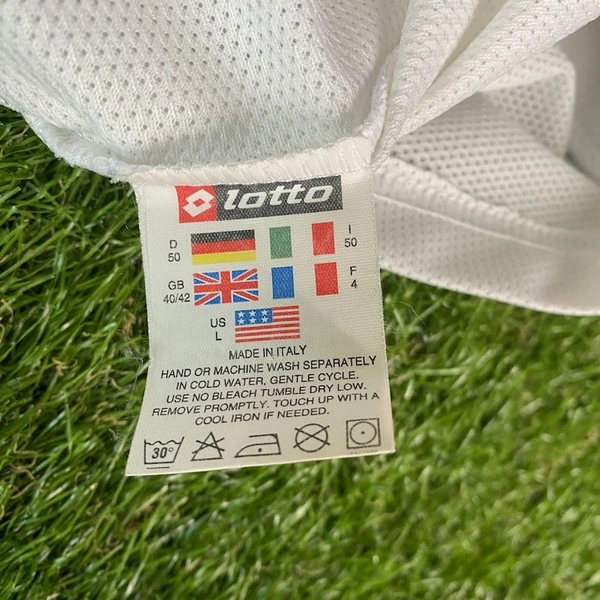 lotto
D 50 I 50
GB 40/42 F 4
US L
MADE IN ITALY
HAND OR MACHINE WASH SEPARATELY
IN COLD WATER, GENTLE CYCLE.
USE NO BLEACH TUMBLE DRY LOW.
REMOVE PROMPTLY. TOUCH UP WITH A
COOL IRON IF NEEDED.
30°